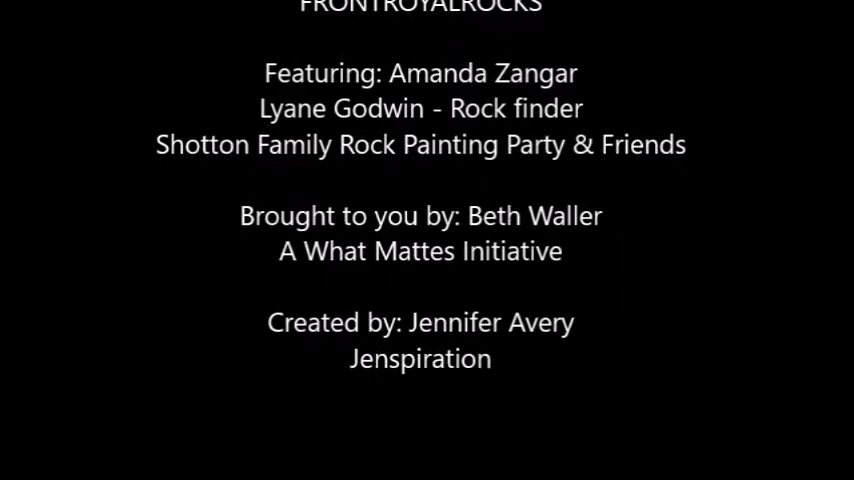 FRONTROYALROCKS
Featuring: Amanda Zangar
Lyane Godwin - Rock finder
Shotton Family Rock Painting Party & Friends
Brought to you by: Beth Waller
A What Mattes Initiative
Created by: Jennifer Avery
Jenspiration